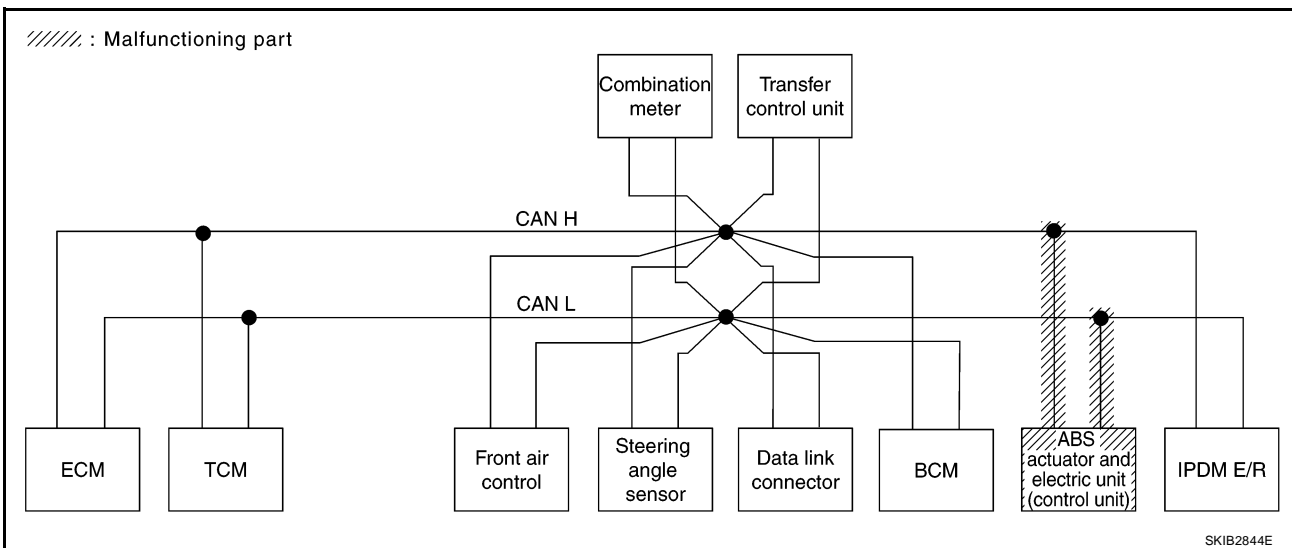 : Malfunctioning part
Combination
meter
Transfer
control unit
CAN H
CAN L
ECM
TCM
Front air
control
Steering
angle
sensor
Data link
connector
BCM
ABS
actuator and
electric unit
(control unit)
IPDM E/R
SKIB2844E